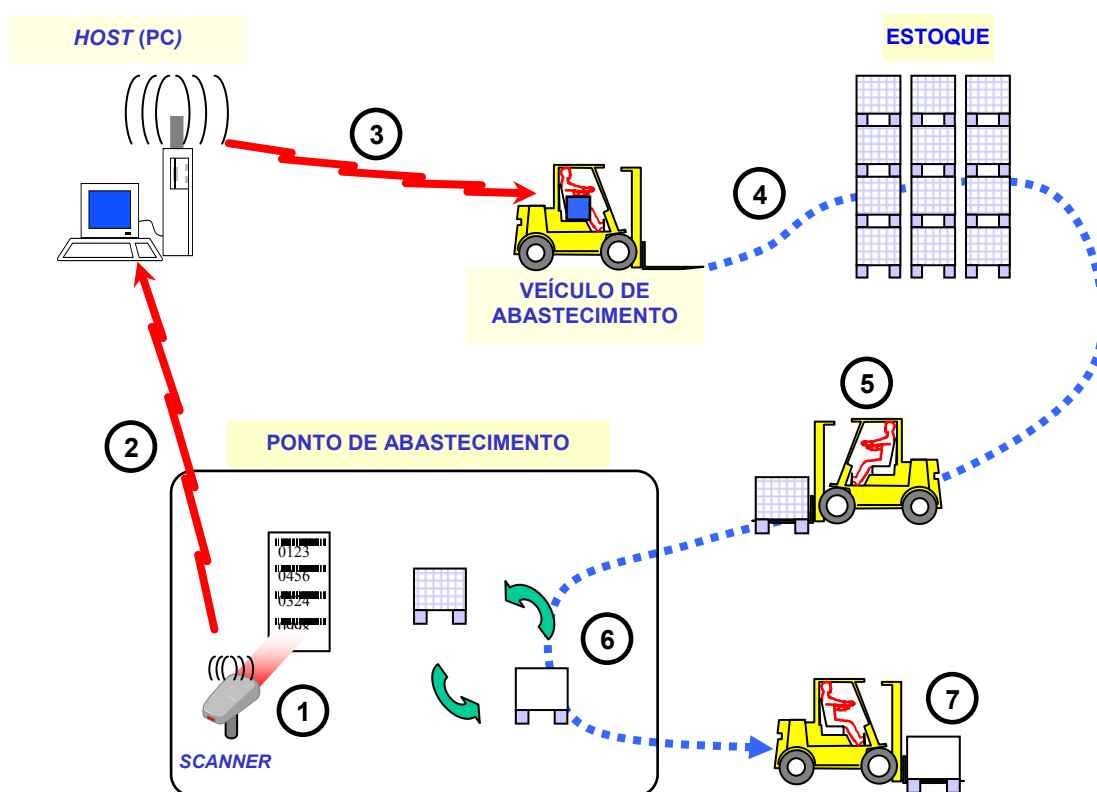 HOST (PC)
ESTOQUE
3
4
VEÍCULO DE
ABASTECIMENTO
5
2
PONTO DE ABASTECIMENTO
0123
0456
0324
6
1
7
SCANNER